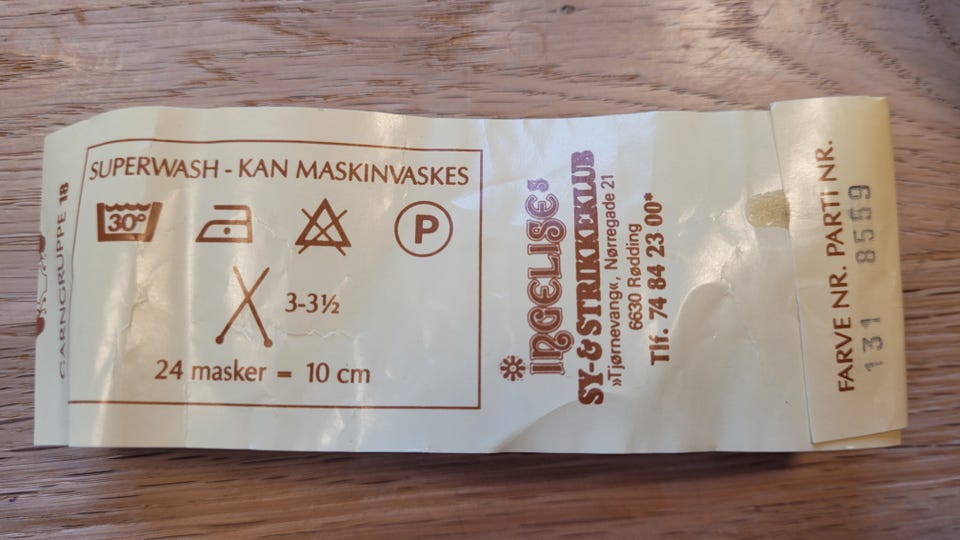 GARNGRUPPE 18
SUPERWASH - KAN MASKINVASKES
30°
P
3-3½
24 masker = 10 cm
INGELISE'S
SY-& STRIKKEKLUB
»Tjørnevang«, Nørregade 21
6630 Rødding
Tlf. 74 84 23 00*
FARVE NR. PARTI NR.
131 8559